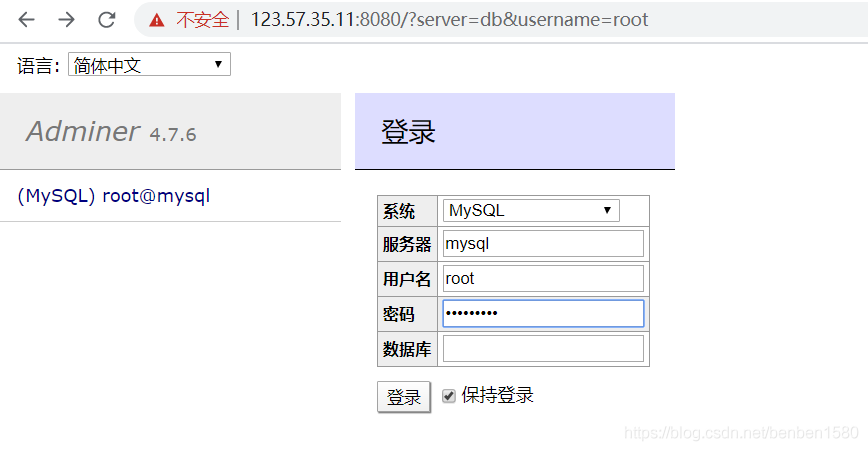 不安全 123.57.35.11:8080/?server=db&username=root
语言: 简体中文
Adminer 4.7.6
登录
(MySQL) root@mysql
系统 MySQL
服务器 mysql
用户名 root
密码 •••••••••
数据库
登录 保持登录
https://blog.csdn.net/benben1580